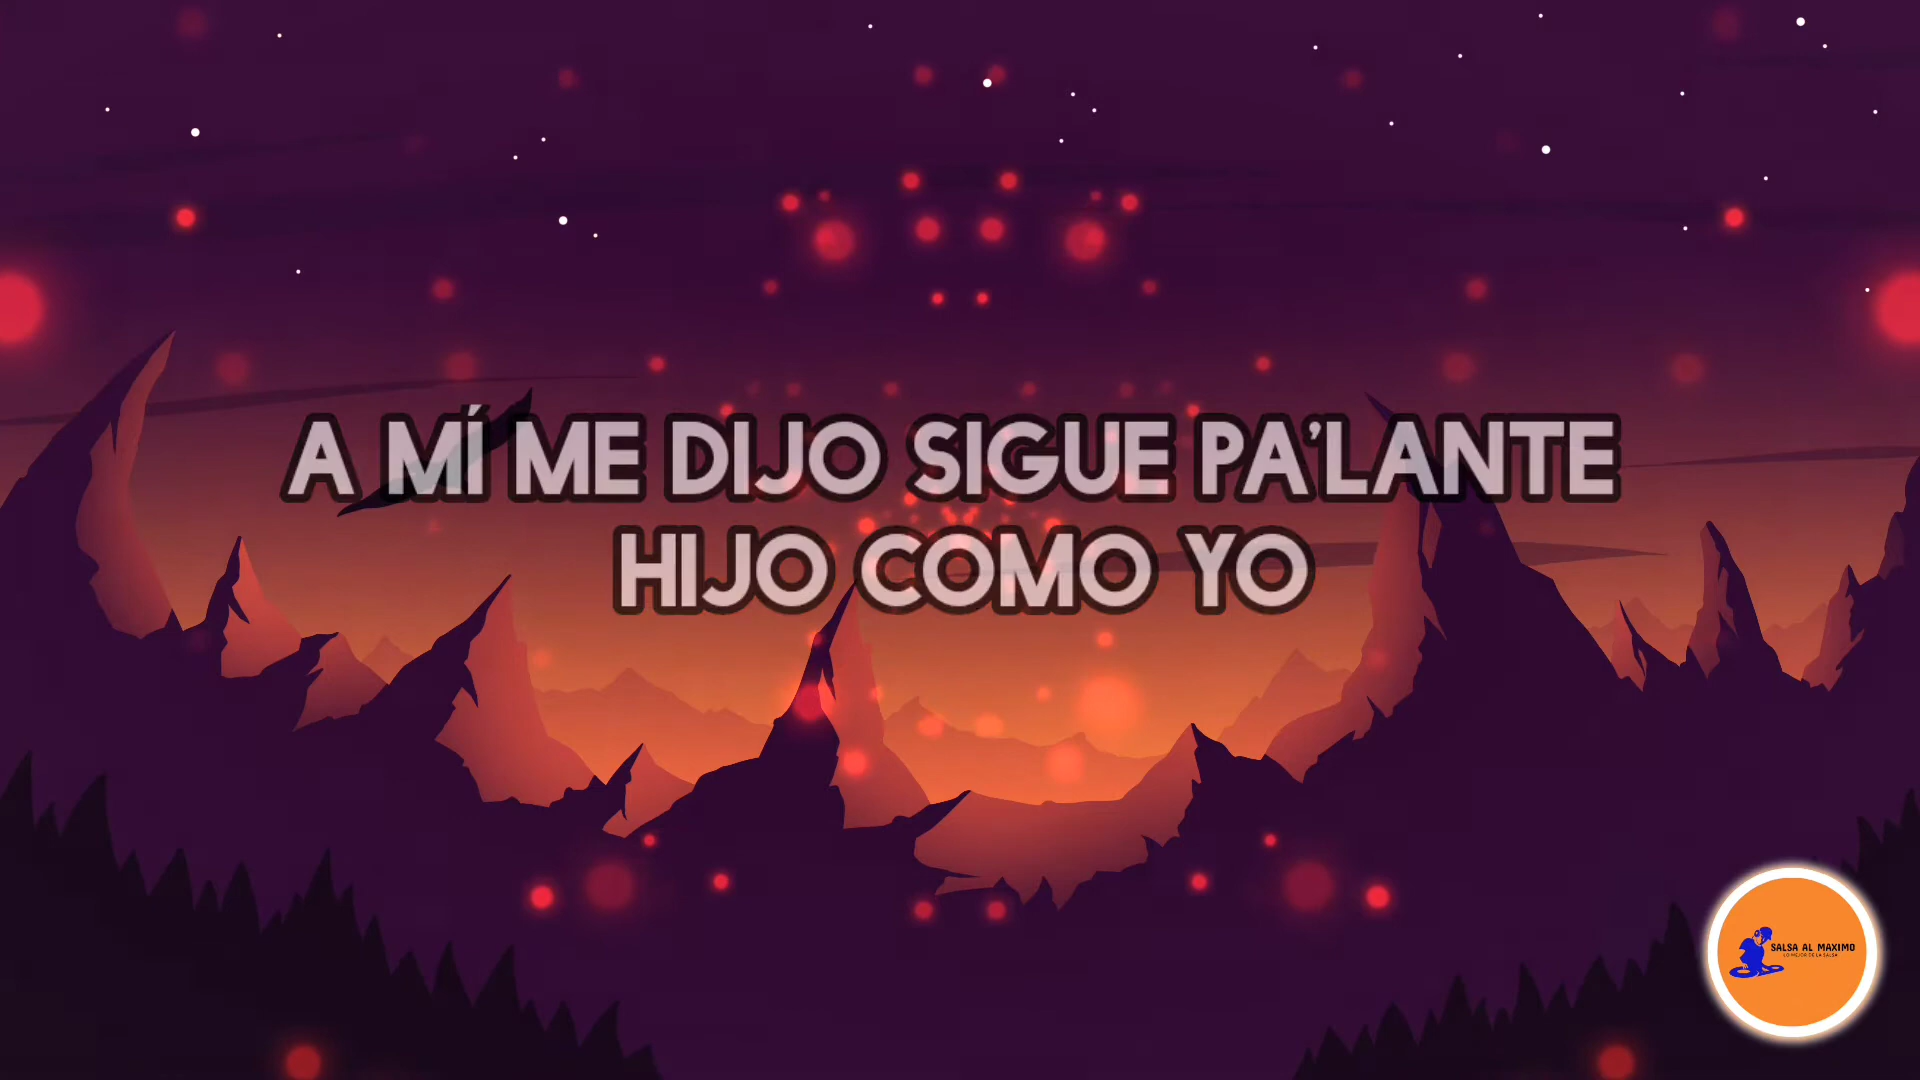 A MÍ ME DIJO SIGUE PA'LANTE
HIJO COMO YO
SALSA AL MAXIMO
LO MEJOR DE LA SALSA